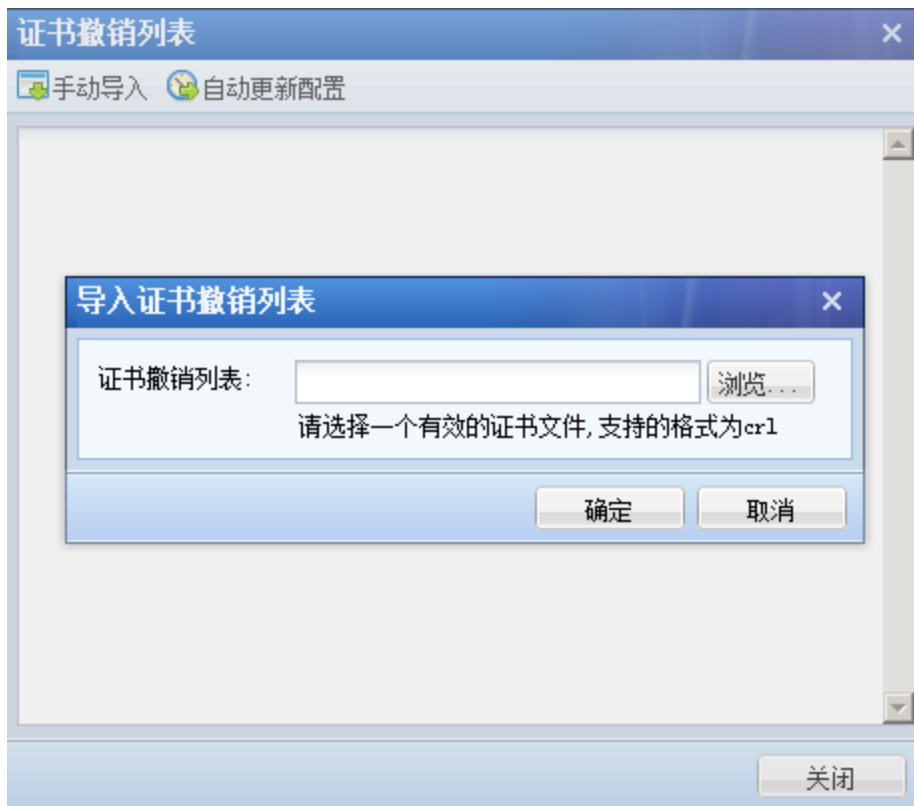 证书撤销列表
手动导入 自动更新配置
导入证书撤销列表
证书撤销列表: 浏览...
请选择一个有效的证书文件,支持的格式为crl
确定 取消
关闭